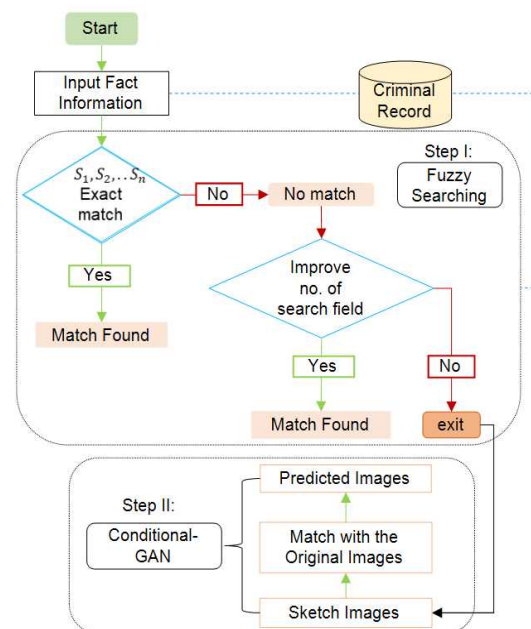 Start
Input Fact
Information
Criminal
Record
Step I:
Fuzzy
Searching
S₁, S₂, ..Sₙ
Exact
match
No
No match
Yes
Match Found
Improve
no. of
search field
Yes
No
Match Found
exit
Step II:
Conditional-
GAN
Predicted Images
Match with the
Original Images
Sketch Images